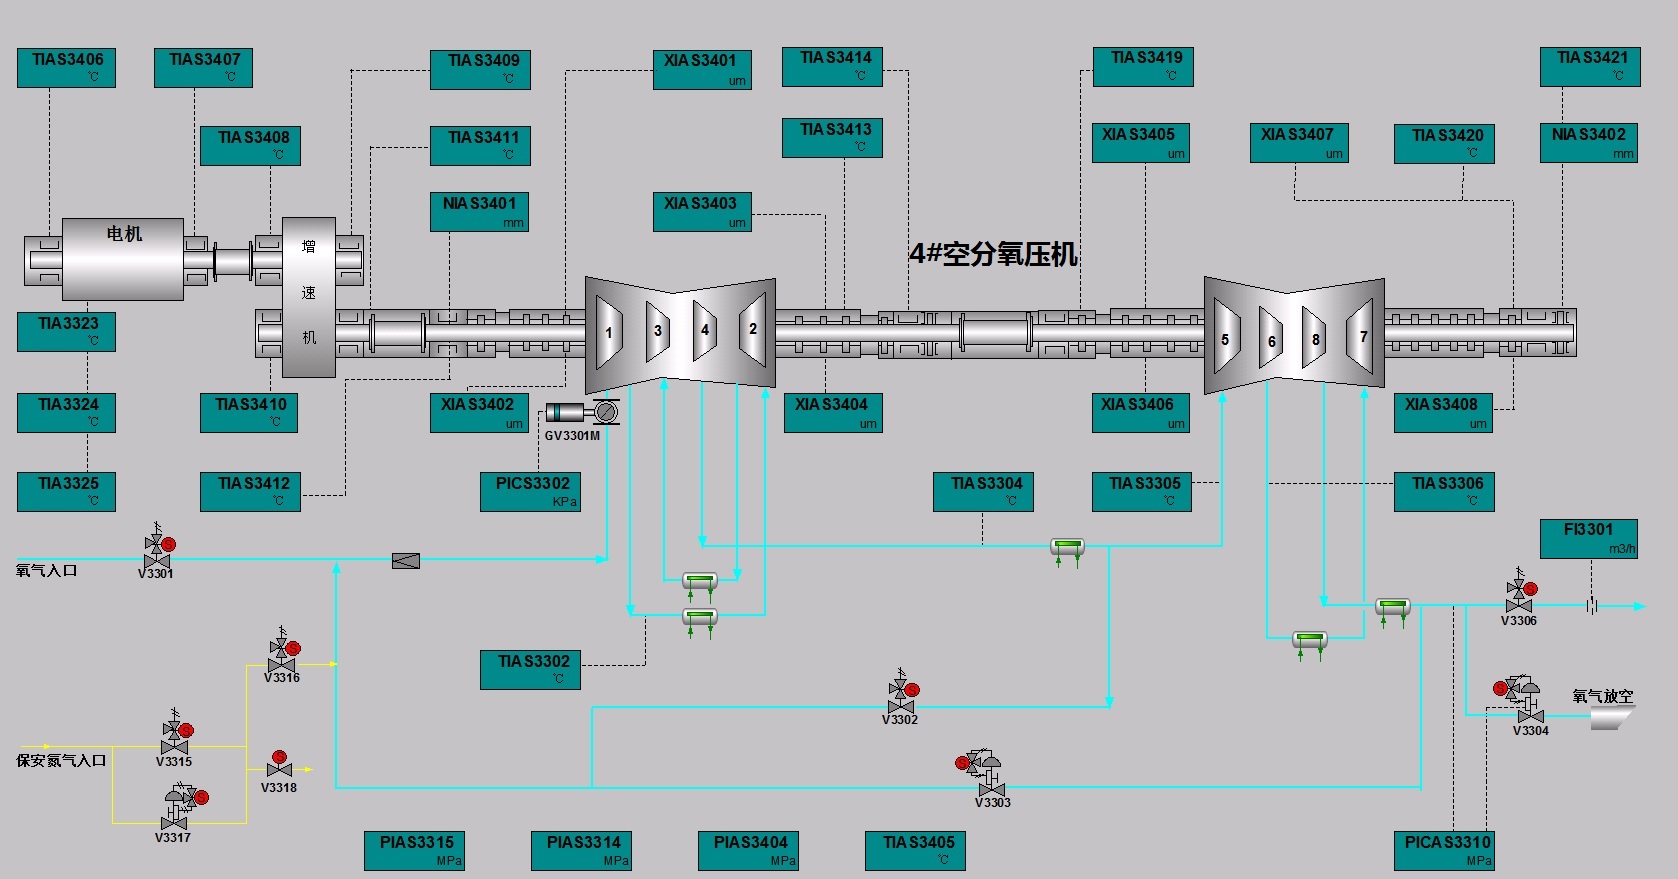 TIAS3406
℃
TIAS3407
℃
TIAS3409
℃
XIAS3401
um
TIAS3414
℃
TIAS3419
℃
TIAS3421
℃
TIAS3408
℃
TIAS3411
℃
TIAS3413
℃
XIAS3405
um
XIAS3407
um
TIAS3420
℃
NIAS3402
mm
NIAS3401
mm
XIAS3403
um
电机
增
速
机
4#空分氧压机
1
3
4
2
5
6
8
7
TIA3323
℃
TIA3324
℃
TIAS3410
℃
XIAS3402
um
GV3301M
XIAS3404
um
XIAS3406
um
XIAS3408
um
TIA3325
℃
TIAS3412
℃
PICS3302
KPa
TIAS3304
℃
TIAS3305
℃
TIAS3306
℃
FI3301
m3/h
S
V3301
氧气入口
S
V3306
S
V3316
TIAS3302
℃
S
V3302
S
V3304
氧气放空
S
V3315
保安氮气入口
S
V3318
S
V3317
S
V3303
PIAS3315
MPa
PIAS3314
MPa
PIAS3404
MPa
TIAS3405
℃
PICAS3310
MPa